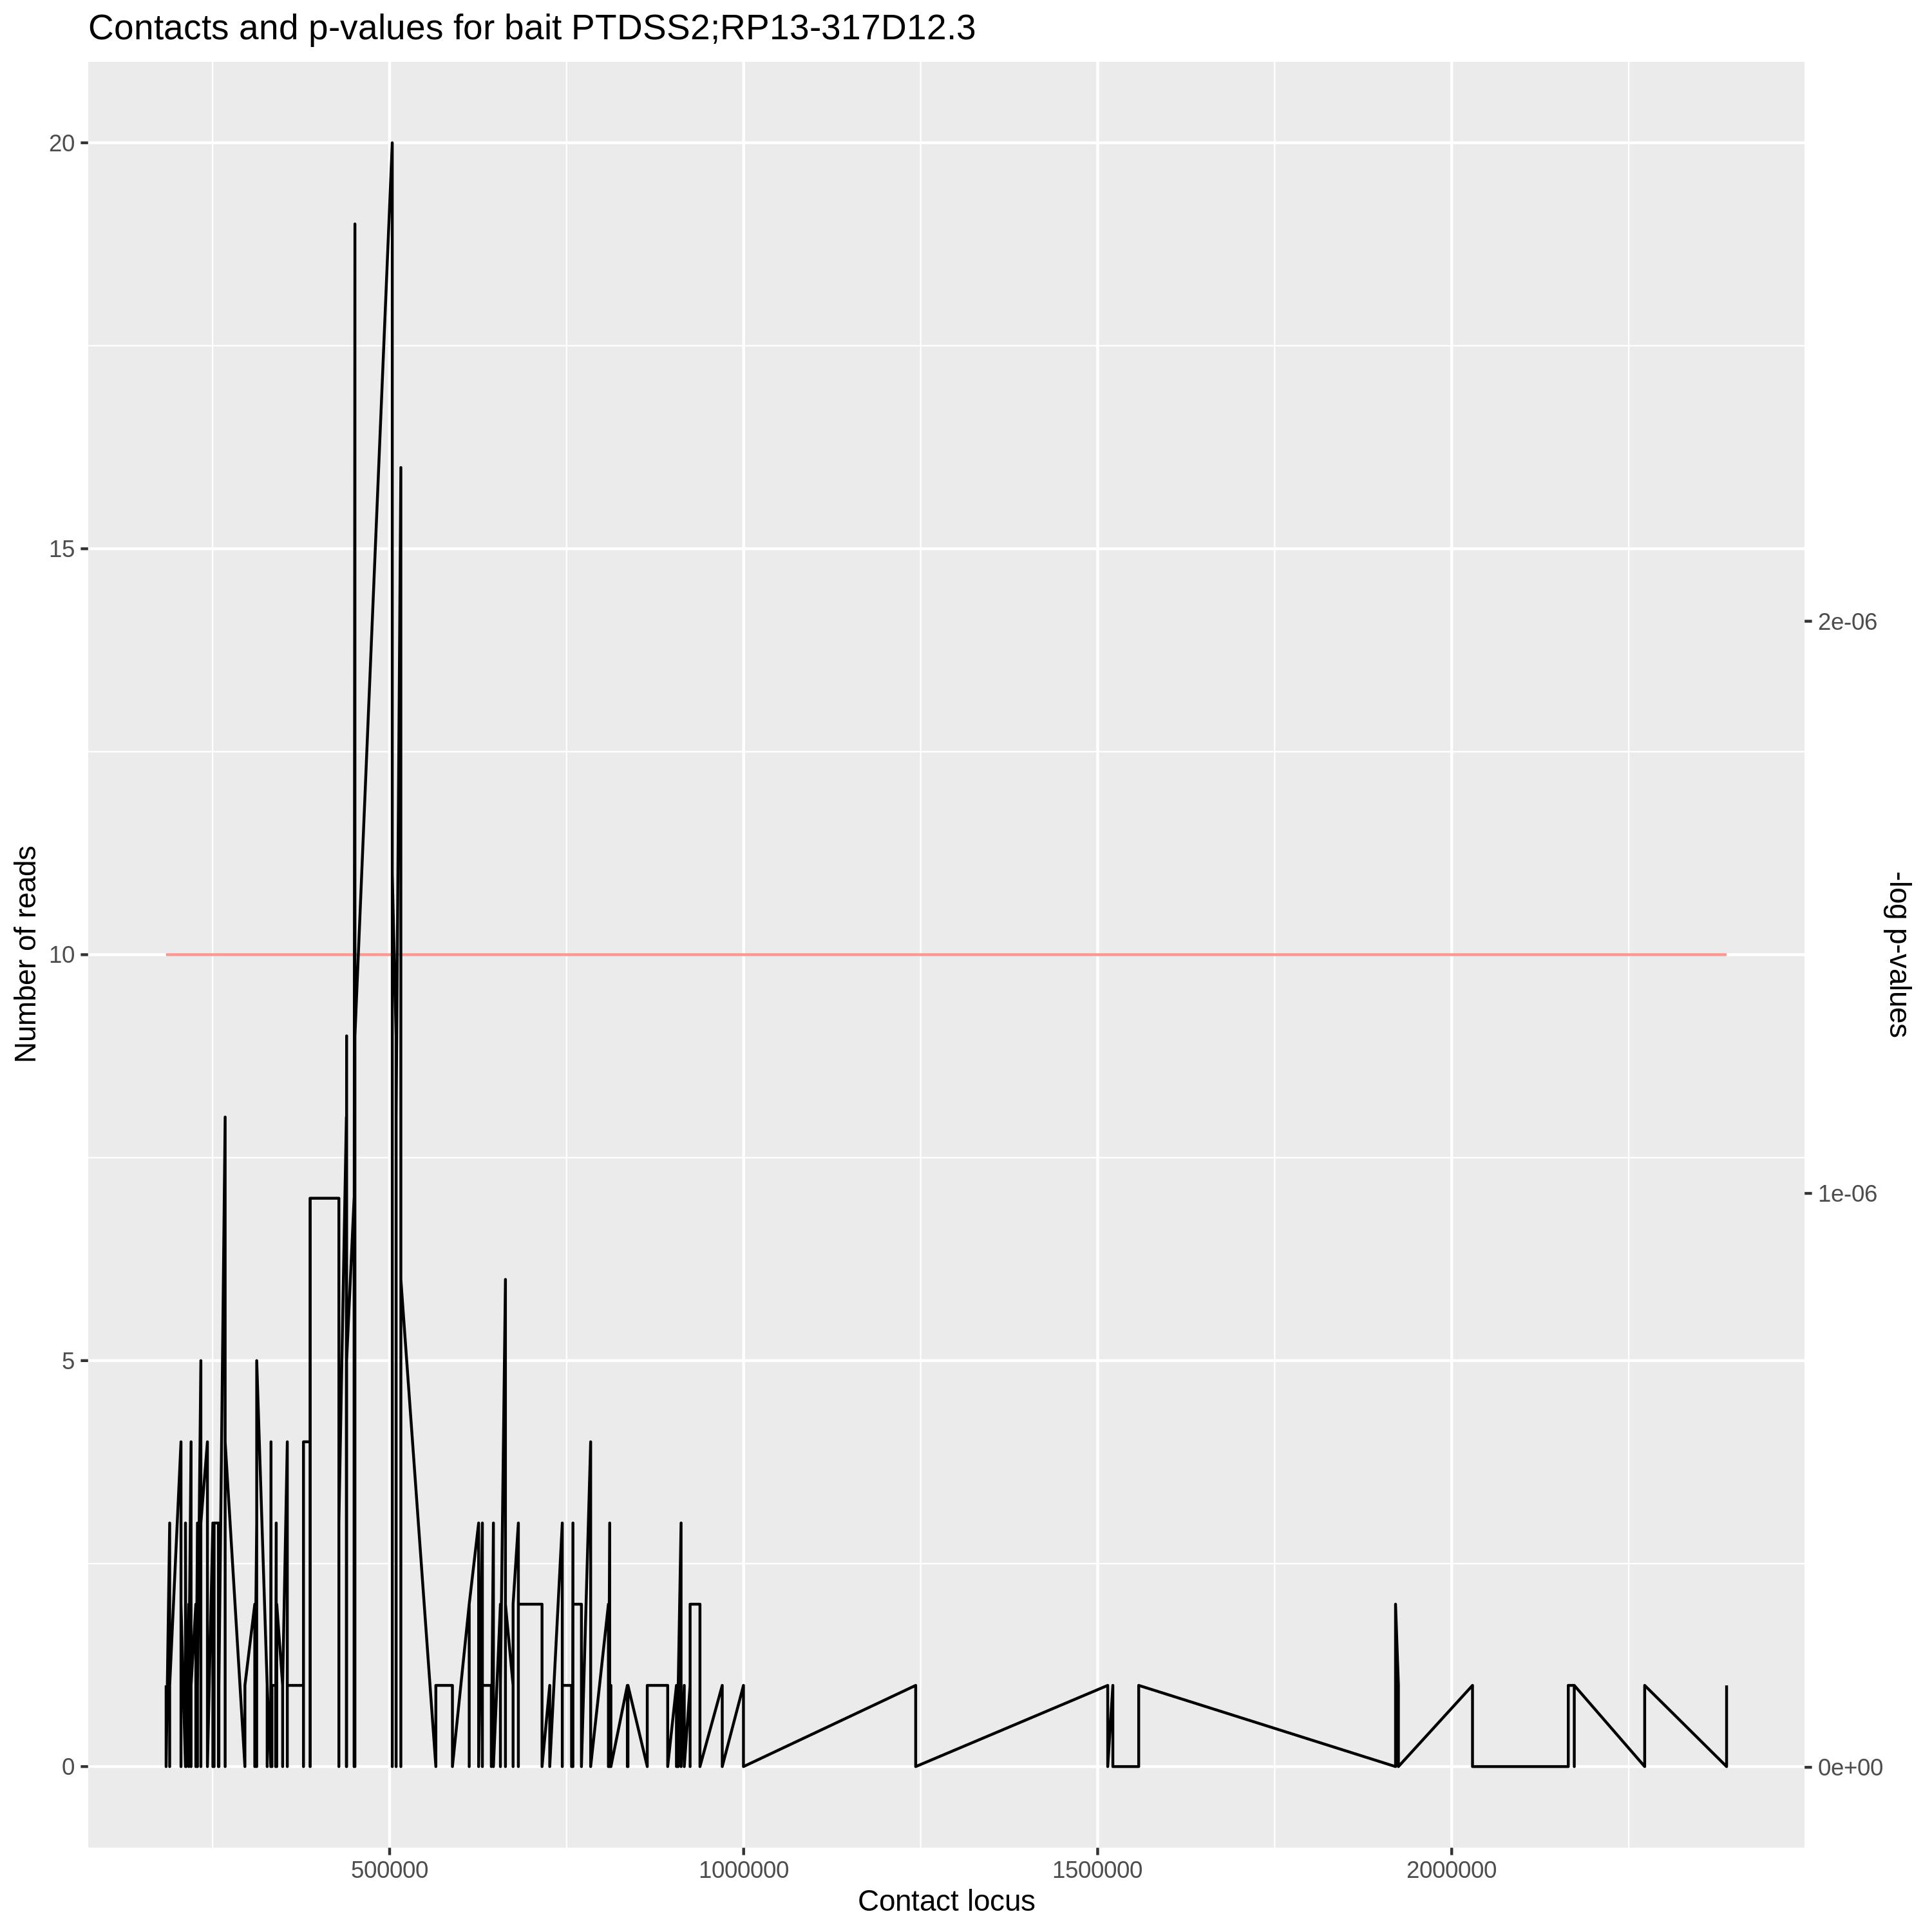 Contacts and p-values for bait PTDSS2;RP13-317D12.3
20
15
10
5
0
Number of reads
2e-06
1e-06
0e+00
-log p-values
500000
1000000
1500000
2000000
Contact locus